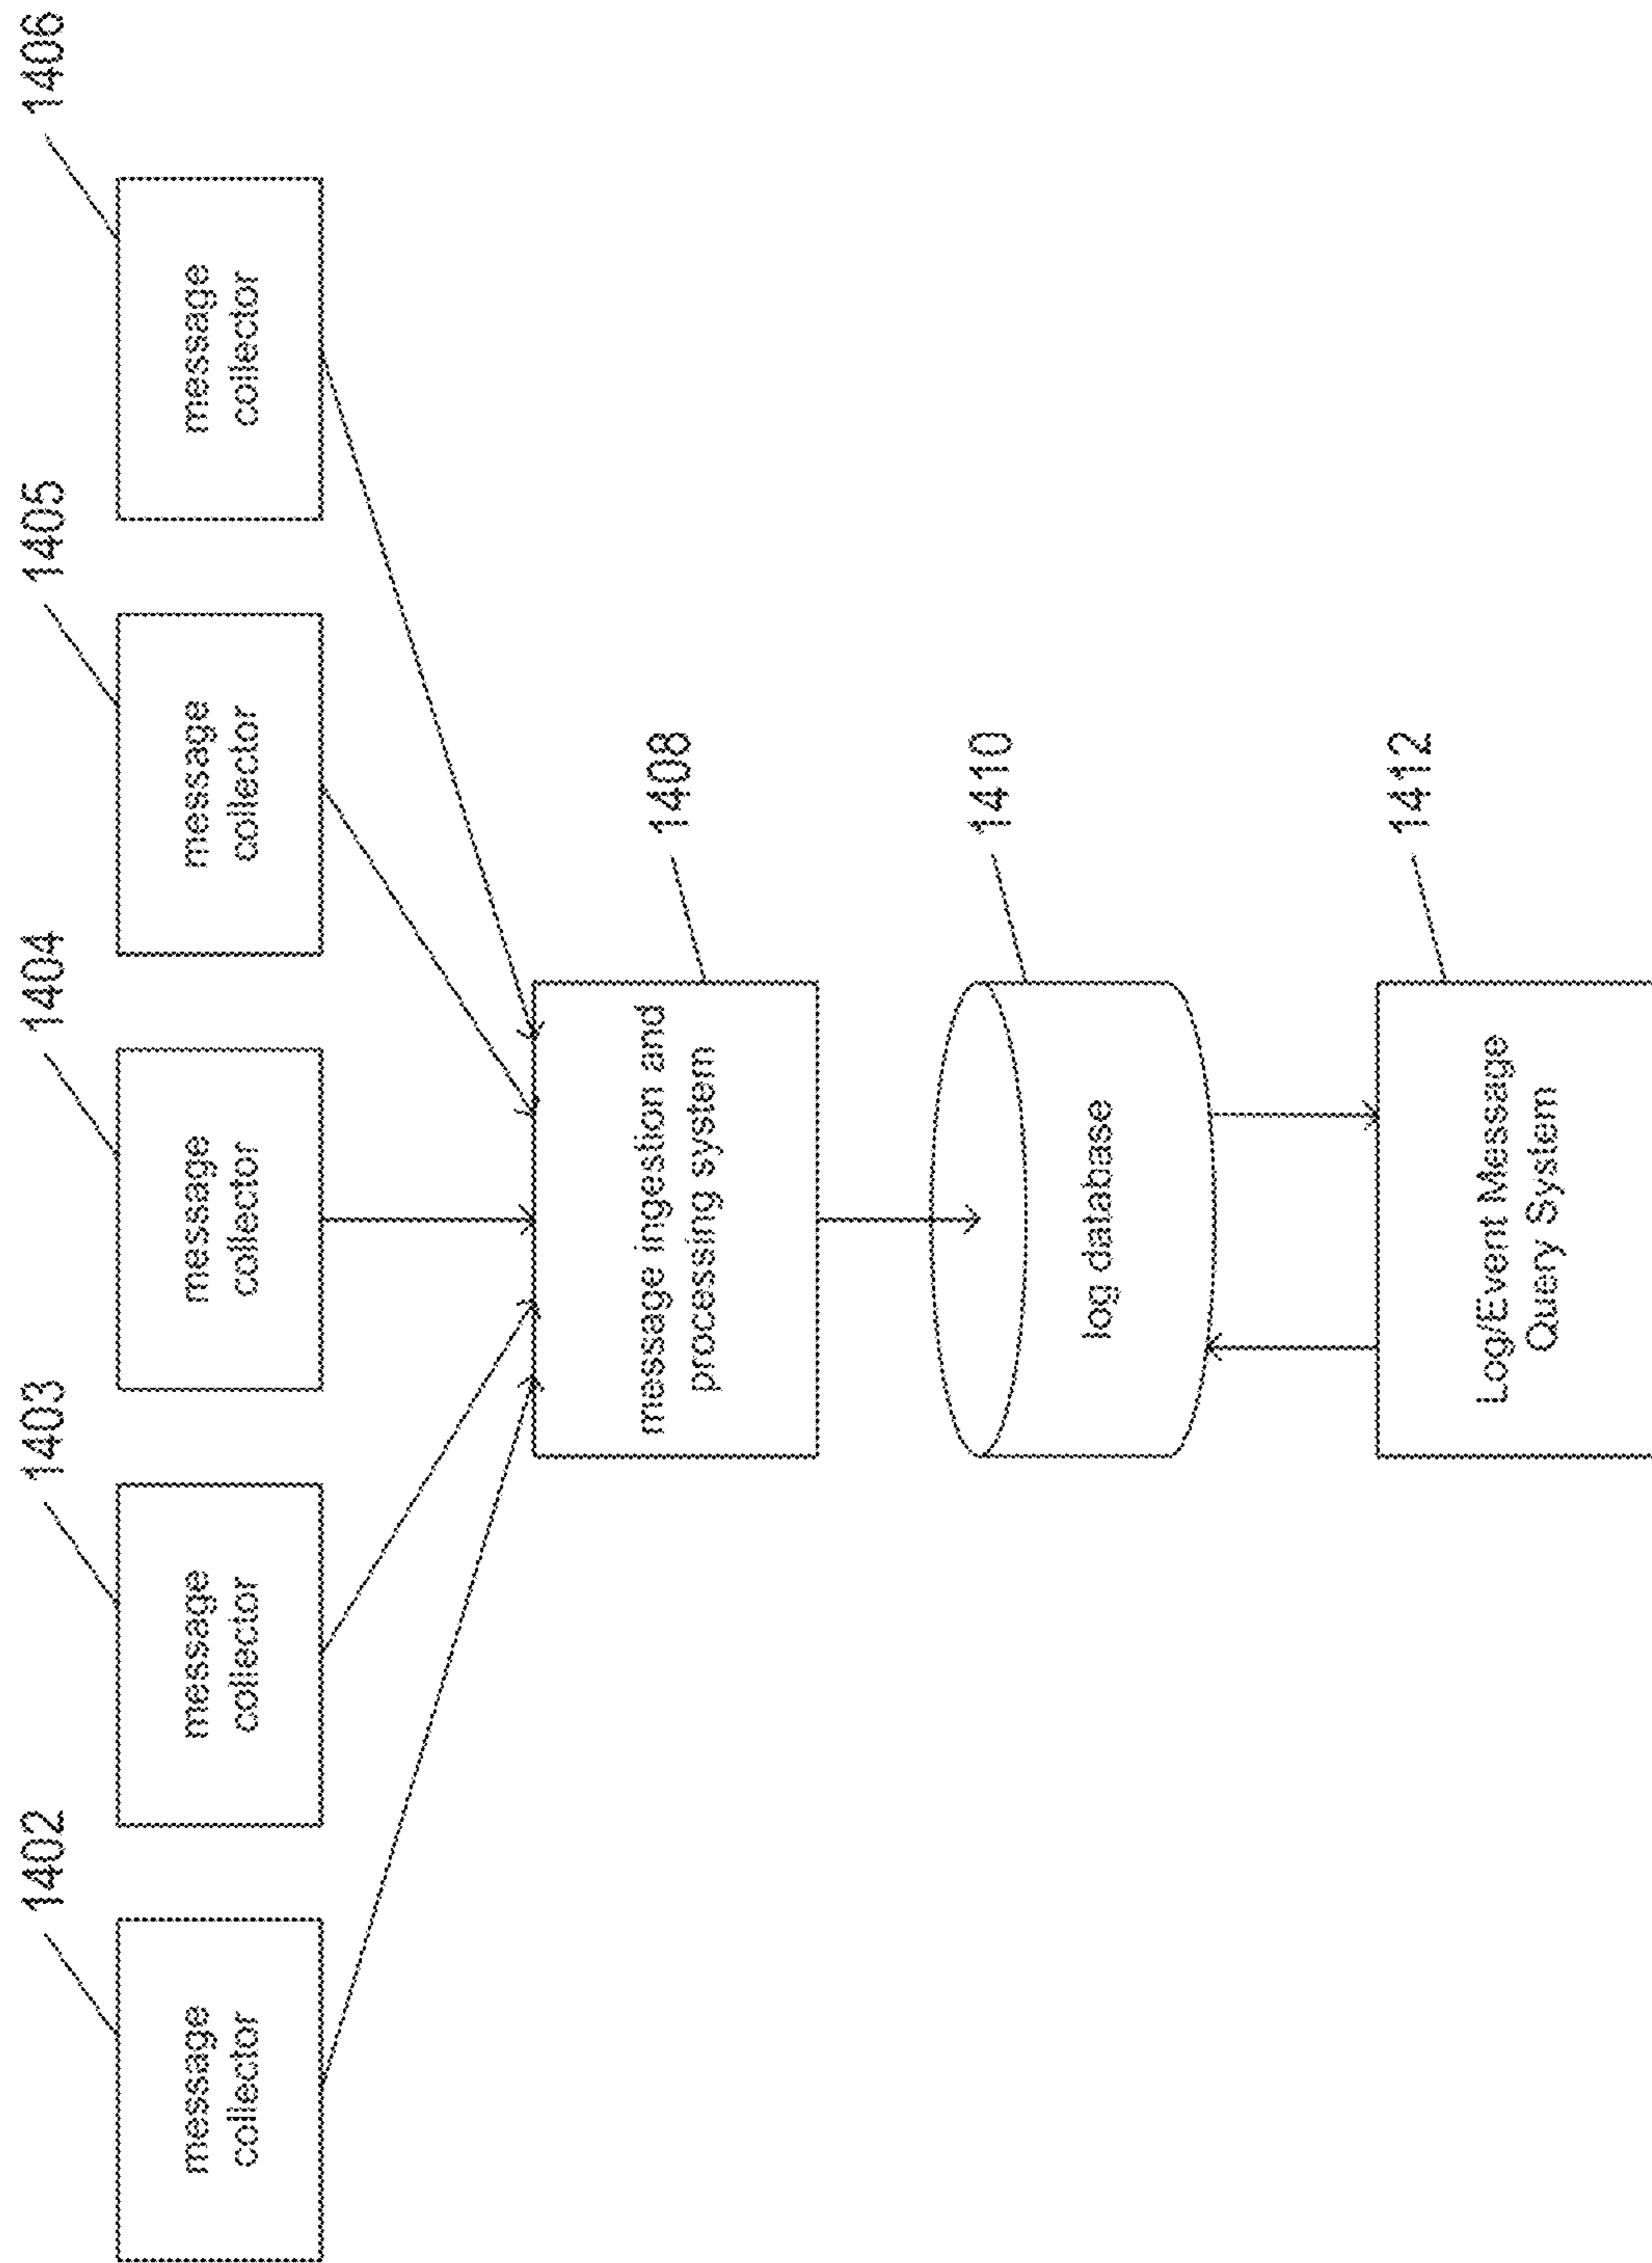 1402
1403
1404
1405
1406
message
collector
message
collector
message
collector
message
collector
message
collector
message ingestion and
processing system
1408
log database
1410
Log/Event Message
Query System
1412